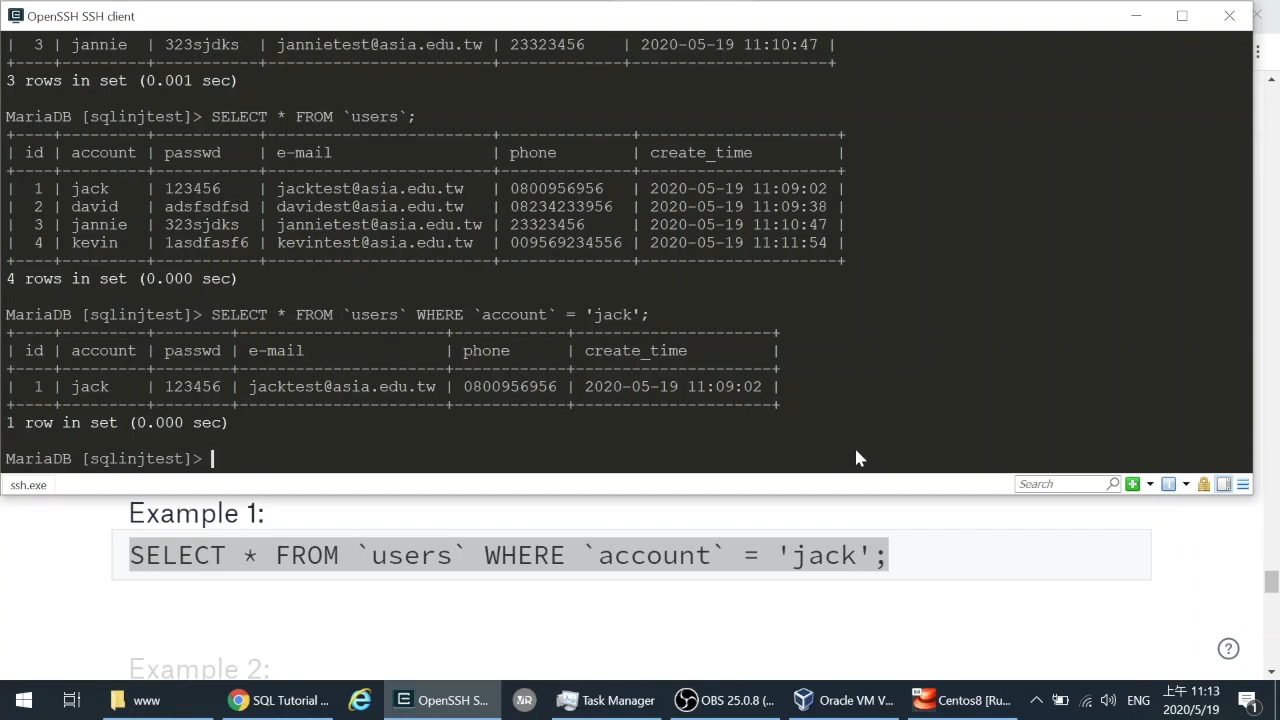 OpenSSH SSH client
| 3 | jannie | 323sjdks | jannietest@asia.edu.tw | 23323456 | 2020-05-19 11:10:47 |
+----+---------+----------+------------------------+-------------+---------------------+
3 rows in set (0.001 sec)
MariaDB [sqlinjtest]> SELECT * FROM `users`;
+----+---------+-----------+------------------------+--------------+---------------------+
| id | account | passwd | e-mail | phone | create_time |
+----+---------+-----------+------------------------+--------------+---------------------+
| 1 | jack | 123456 | jacktest@asia.edu.tw | 0800956956 | 2020-05-19 11:09:02 |
| 2 | david | adsfsdfsd | davidest@asia.edu.tw | 08234233956 | 2020-05-19 11:09:38 |
| 3 | jannie | 323sjdks | jannietest@asia.edu.tw | 23323456 | 2020-05-19 11:10:47 |
| 4 | kevin | 1asdfasf6 | kevintest@asia.edu.tw | 009569234556 | 2020-05-19 11:11:54 |
+----+---------+-----------+------------------------+--------------+---------------------+
4 rows in set (0.000 sec)
MariaDB [sqlinjtest]> SELECT * FROM `users` WHERE `account` = 'jack';
+----+---------+--------+----------------------+------------+---------------------+
| id | account | passwd | e-mail | phone | create_time |
+----+---------+--------+----------------------+------------+---------------------+
| 1 | jack | 123456 | jacktest@asia.edu.tw | 0800956956 | 2020-05-19 11:09:02 |
+----+---------+--------+----------------------+------------+---------------------+
1 row in set (0.000 sec)
MariaDB [sqlinjtest]>
ssh.exe
Search
Example 1:
SELECT * FROM `users` WHERE `account` = 'jack';
Example 2:
www
SQL Tutorial ...
OpenSSH S...
MR
Task Manager
OBS 25.0.8 (...
Oracle VM V...
Centos8 [Ru...
ENG
上午 11:13
2020/5/19
1